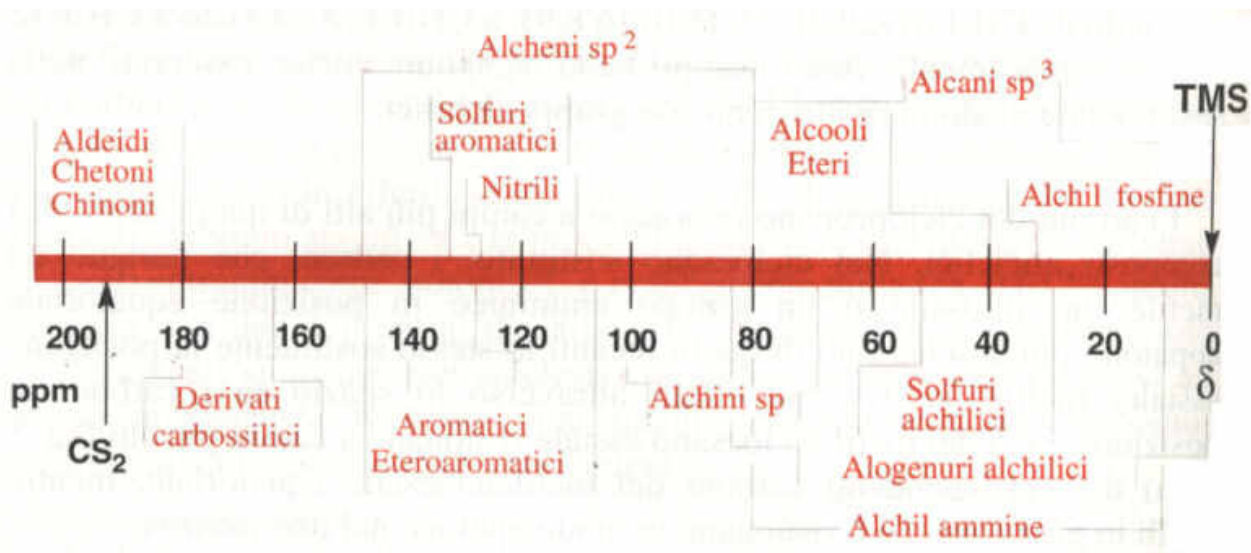 Alcheni sp²
Alcani sp³
TMS
Aldeidi
Chetoni
Chinoni
Solfuri
aromatici
Nitrili
Alcooli
Eteri
Alchil fosfine
200 180 160 140 120 100 80 60 40 20 0
ppm
δ
CS₂
Derivati
carbossilici
Aromatici
Eteroaromatici
Alchini sp
Solfuri
alchilici
Alogenuri alchilici
Alchil ammine